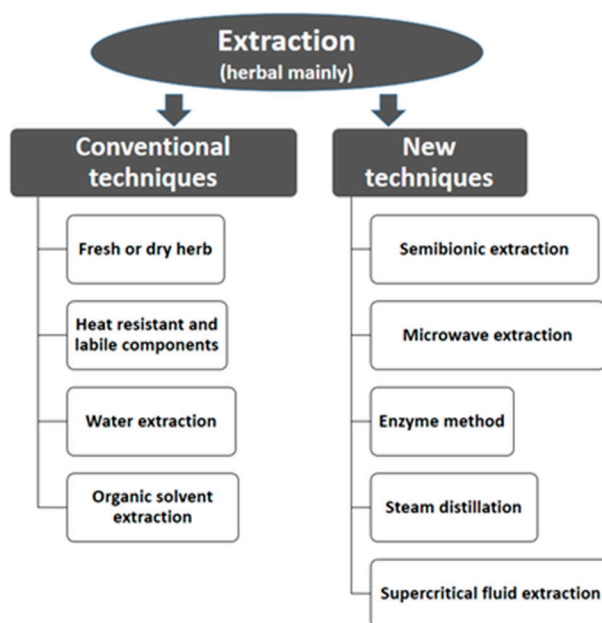 Extraction
(herbal mainly)
Conventional
techniques
Fresh or dry herb
Heat resistant and
labile components
Water extraction
Organic solvent
extraction
New
techniques
Semibionic extraction
Microwave extraction
Enzyme method
Steam distillation
Supercritical fluid extraction